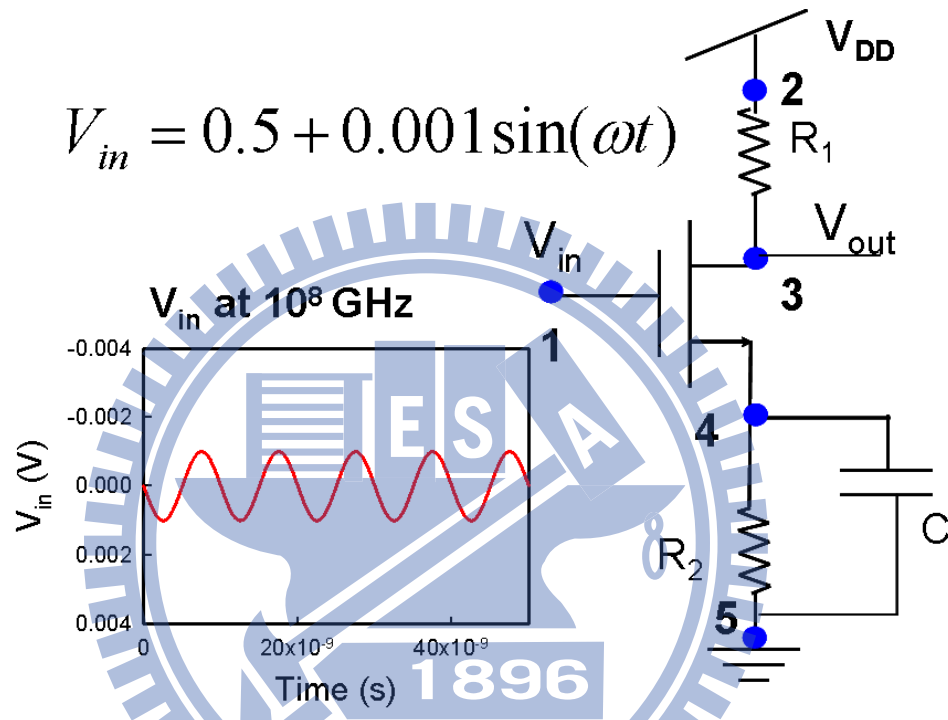 V_DD
2
V_in = 0.5 + 0.001 sin(ωt)
R_1
V_in
V_out
3
V_in at 10⁸ GHz
1
-0.004
-0.002
0.000
0.002
0.004
V_in (V)
0
20x10⁻⁹
40x10⁻⁹
Time (s)
4
C
R_2
5
ESA
8
1896